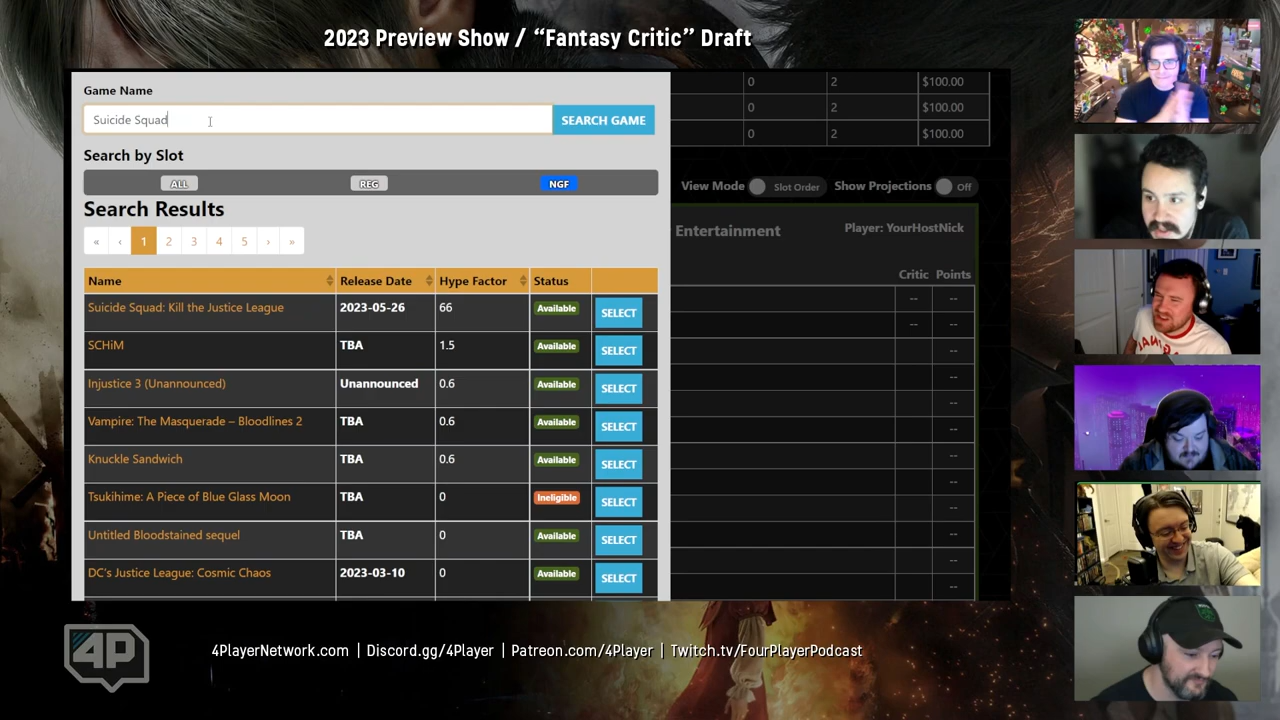 2023 Preview Show / “Fantasy Critic” Draft
Game Name
Suicide Squad
SEARCH GAME
Search by Slot
ALL REG NGF
Search Results
« ‹ 1 2 3 4 5 › »
Name Release Date Hype Factor Status
Suicide Squad: Kill the Justice League 2023-05-26 66 Available SELECT
SCHiM TBA 1.5 Available SELECT
Injustice 3 (Unannounced) Unannounced 0.6 Available SELECT
Vampire: The Masquerade – Bloodlines 2 TBA 0.6 Available SELECT
Knuckle Sandwich TBA 0.6 Available SELECT
Tsukihime: A Piece of Blue Glass Moon TBA 0 Ineligible SELECT
Untitled Bloodstained sequel TBA 0 Available SELECT
DC's Justice League: Cosmic Chaos 2023-03-10 0 Available SELECT
0 2 $100.00
0 2 $100.00
0 2 $100.00
View Mode Slot Order Show Projections Off
Entertainment Player: YourHostNick
Critic Points
-- --
-- --
--
--
--
--
--
--
--
--
--
--
4P
4PlayerNetwork.com | Discord.gg/4Player | Patreon.com/4Player | Twitch.tv/FourPlayerPodcast